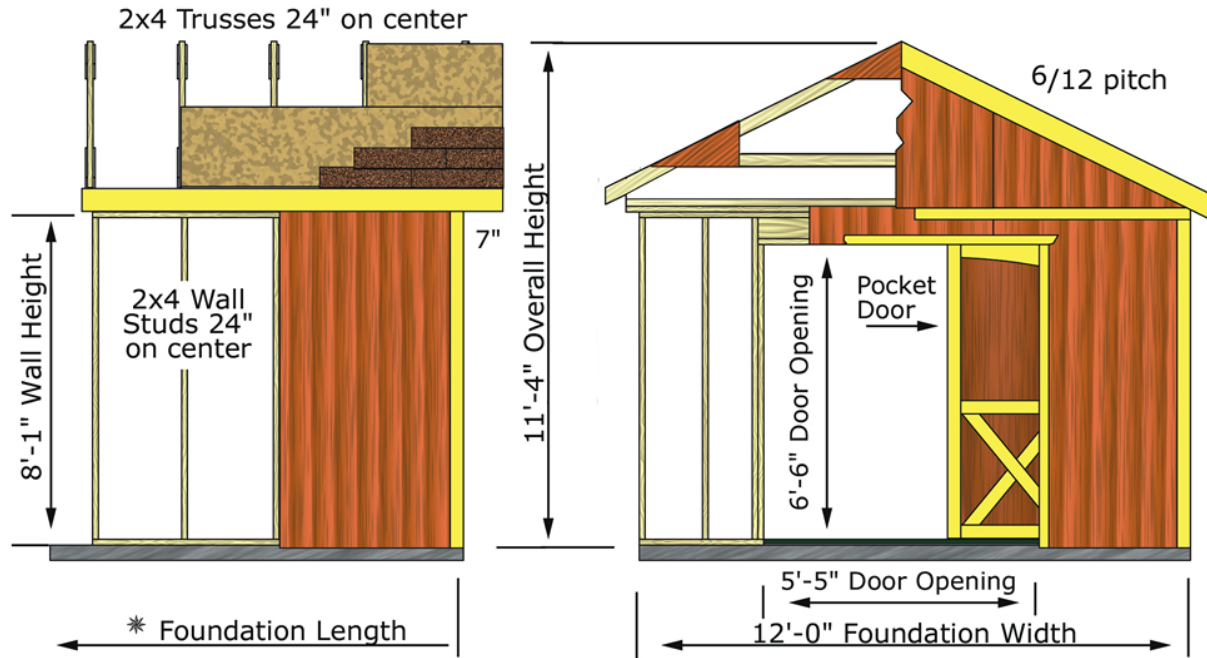 2x4 Trusses 24" on center
8'-1" Wall Height
2x4 Wall
Studs 24"
on center
7"
✳ Foundation Length
11'-4" Overall Height
6/12 pitch
6'-6" Door Opening
Pocket
Door
5'-5" Door Opening
12'-0" Foundation Width